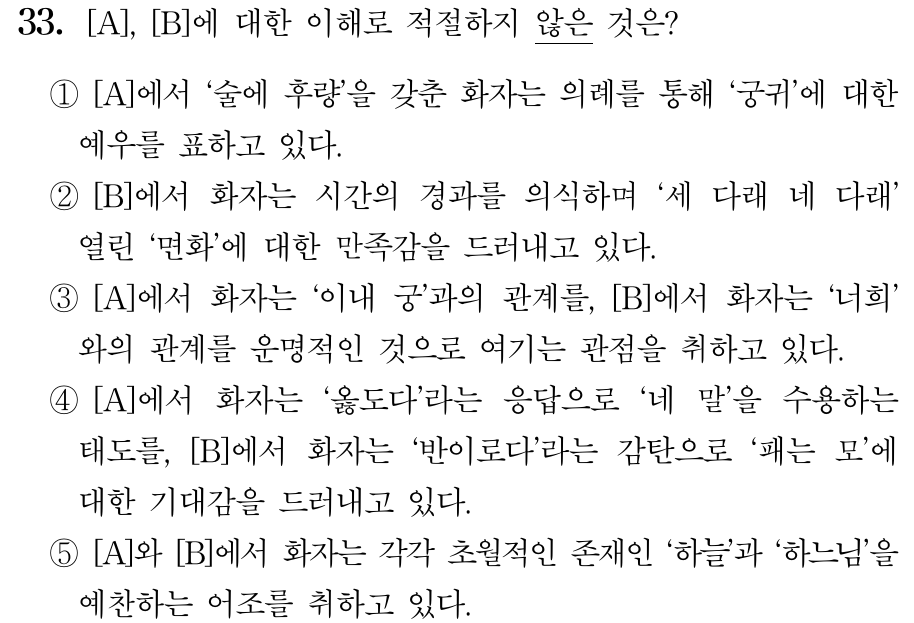 33. [A], [B]에 대한 이해로 적절하지 않은 것은?
① [A]에서 ‘술에 후량’을 갖춘 화자는 의례를 통해 ‘궁귀’에 대한
예우를 표하고 있다.
② [B]에서 화자는 시간의 경과를 의식하며 ‘세 다래 네 다래’
열린 ‘면화’에 대한 만족감을 드러내고 있다.
③ [A]에서 화자는 ‘이내 궁’과의 관계를, [B]에서 화자는 ‘너희’
와의 관계를 운명적인 것으로 여기는 관점을 취하고 있다.
④ [A]에서 화자는 ‘옳도다’라는 응답으로 ‘네 말’을 수용하는
태도를, [B]에서 화자는 ‘반이로다’라는 감탄으로 ‘패는 모’에
대한 기대감을 드러내고 있다.
⑤ [A]와 [B]에서 화자는 각각 초월적인 존재인 ‘하늘’과 ‘하느님’을
예찬하는 어조를 취하고 있다.